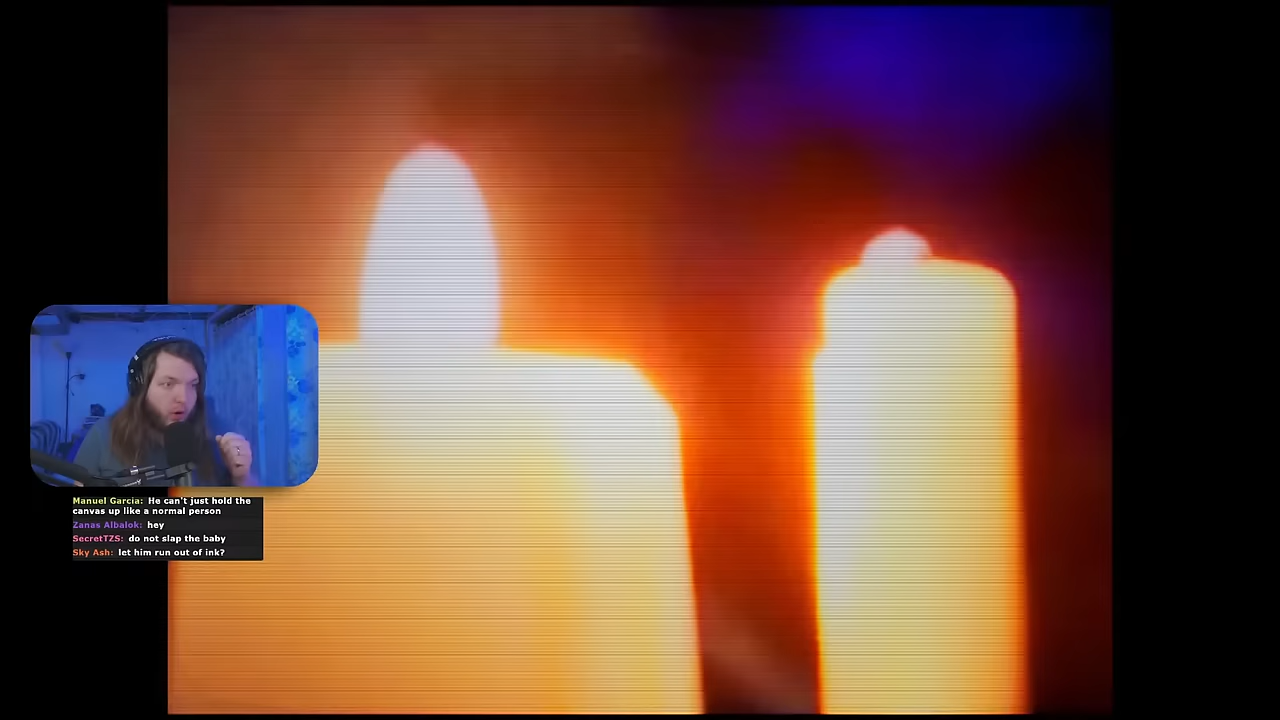 Manuel Garcia: He can't just hold the
canvas up like a normal person
Zanas Albalok: hey
SecretTZS: do not slap the baby
Sky Ash: let him run out of ink?